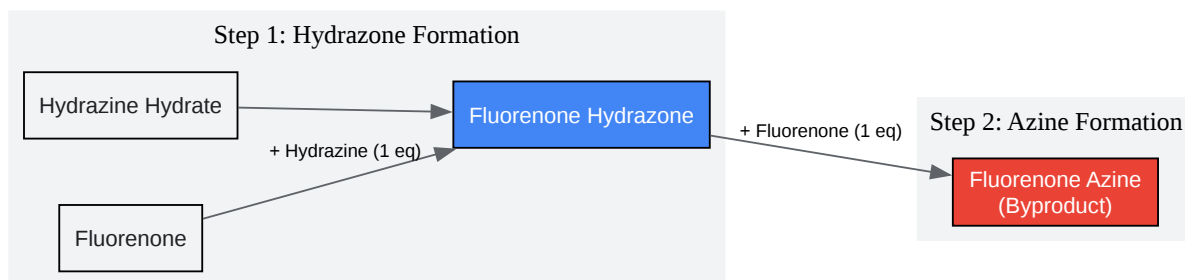 Step 1: Hydrazone Formation
Hydrazine Hydrate
Fluorenone Hydrazone
+ Hydrazine (1 eq)
Fluorenone
+ Fluorenone (1 eq)
Step 2: Azine Formation
Fluorenone Azine
(Byproduct)